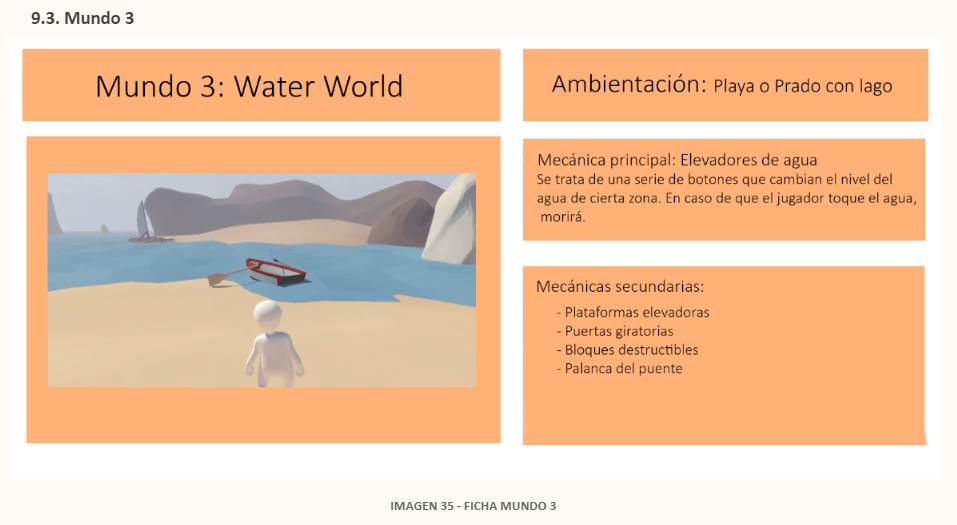 9.3. Mundo 3
Mundo 3: Water World
Ambientación: Playa o Prado con lago
Mecánica principal: Elevadores de agua
Se trata de una serie de botones que cambian el nivel del
agua de cierta zona. En caso de que el jugador toque el agua,
morirá.
Mecánicas secundarias:
- Plataformas elevadoras
- Puertas giratorias
- Bloques destructibles
- Palanca del puente
IMAGEN 35 - FICHA MUNDO 3